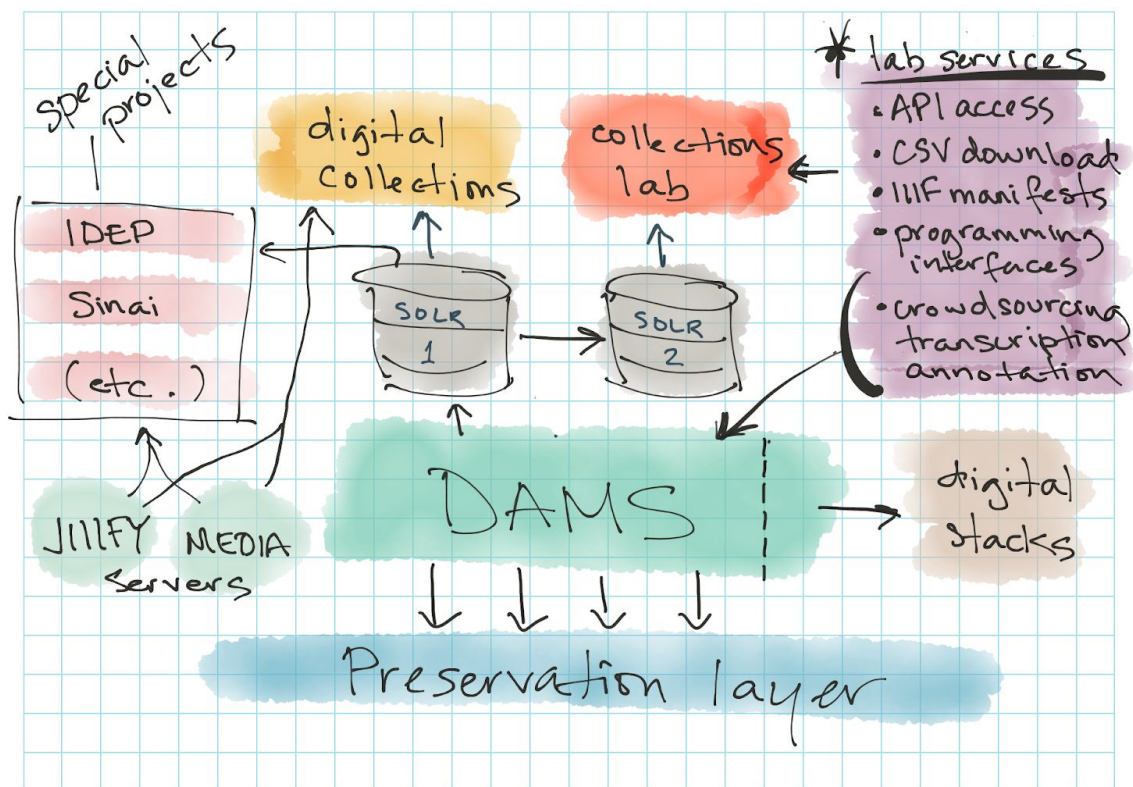 special
projects
IDEP
Sinai
(etc.)
JIIIFY
MEDIA
servers
digital
collections
collections
lab
SOLR
1
SOLR
2
* lab services
• API access
• CSV download
• IIIF manifests
• programming
interfaces
• crowdsourcing
transcription
annotation
DAMS
digital
stacks
Preservation layer